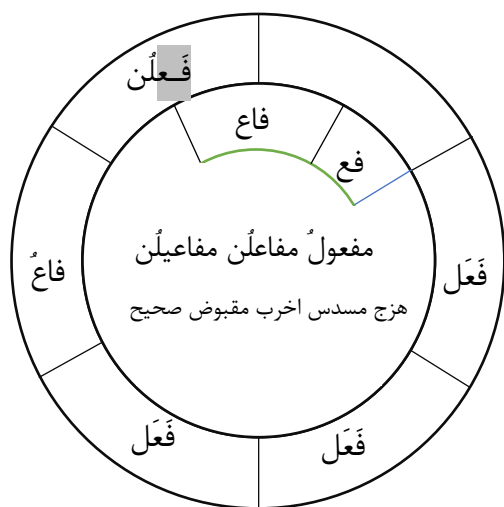 فَـعلُن
فاع
فع
مفعولُ مفاعلُن مفاعیلُن
فاعُ
هزج مسدس اخرب مقبوض صحیح
فَعَل
فَعَل
فَعَل